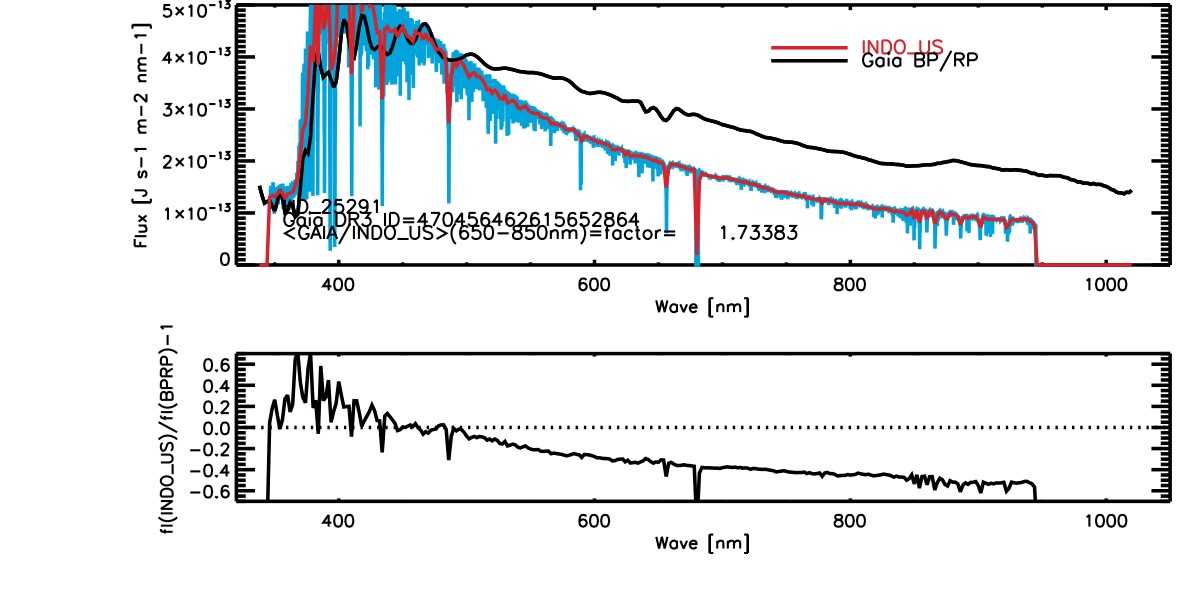 5×10−13
4×10−13
3×10−13
2×10−13
1×10−13
0
Flux [J s−1 m−2 nm−1]
INDO_US
Gaia BP/RP
HD_25291
Gaia DR3 ID=470456462615652864
<GAIA/INDO_US>(650−850nm)=factor= 1.73383
400 600 800 1000
Wave [nm]
fl(INDO_US)/fl(BPRP)−1
0.6
0.4
0.2
0.0
−0.2
−0.4
−0.6
400 600 800 1000
Wave [nm]